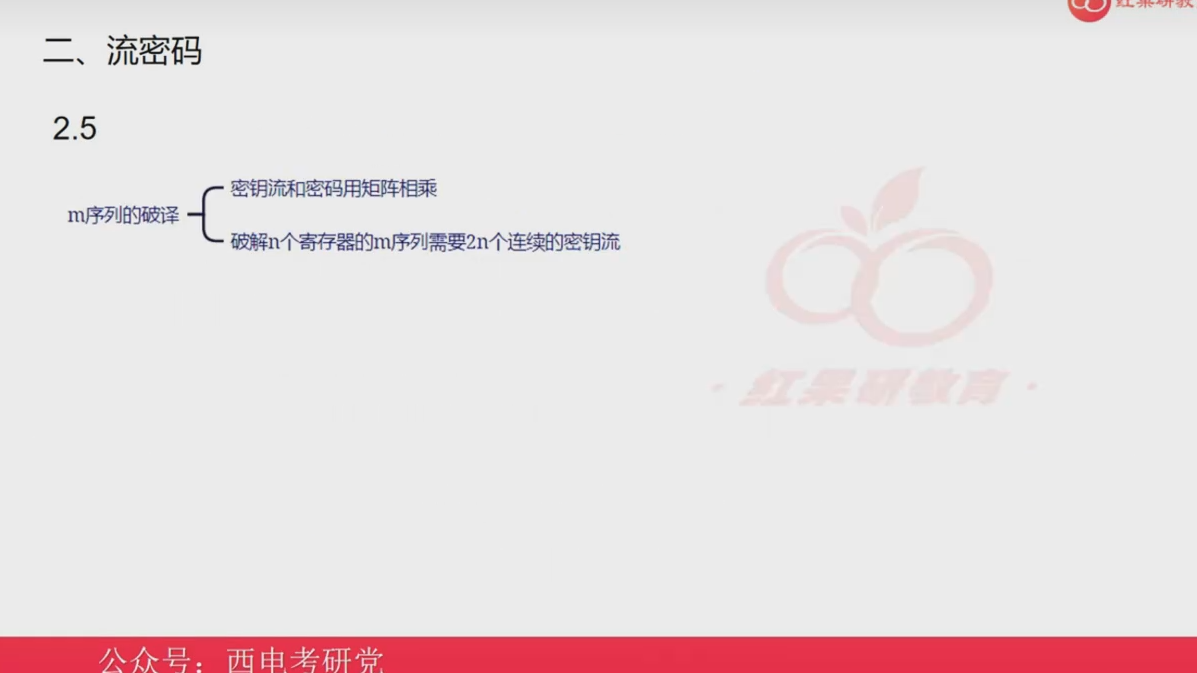 红果研教
二、流密码
2.5
密钥流和密码用矩阵相乘
m序列的破译
破解n个寄存器的m序列需要2n个连续的密钥流
·红果研教育·
公众号：西电考研党